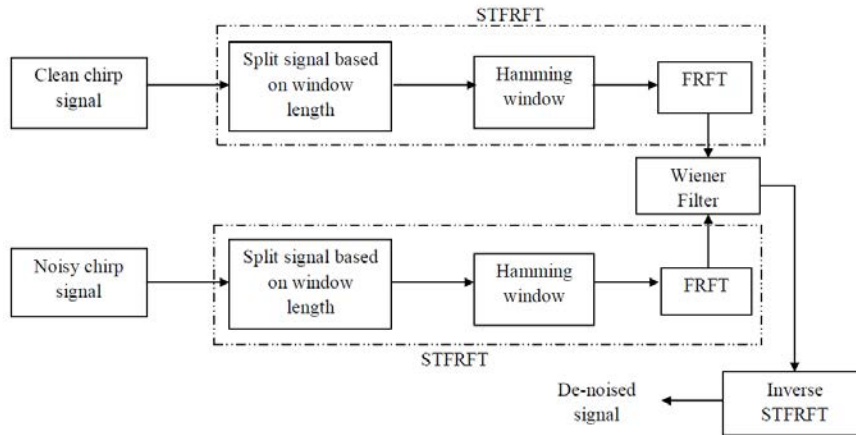 STFRFT
Clean chirp
signal
Split signal based
on window
length
Hamming
window
FRFT
Wiener
Filter
Noisy chirp
signal
Split signal based
on window
length
Hamming
window
FRFT
STFRFT
De-noised
signal
Inverse
STFRFT